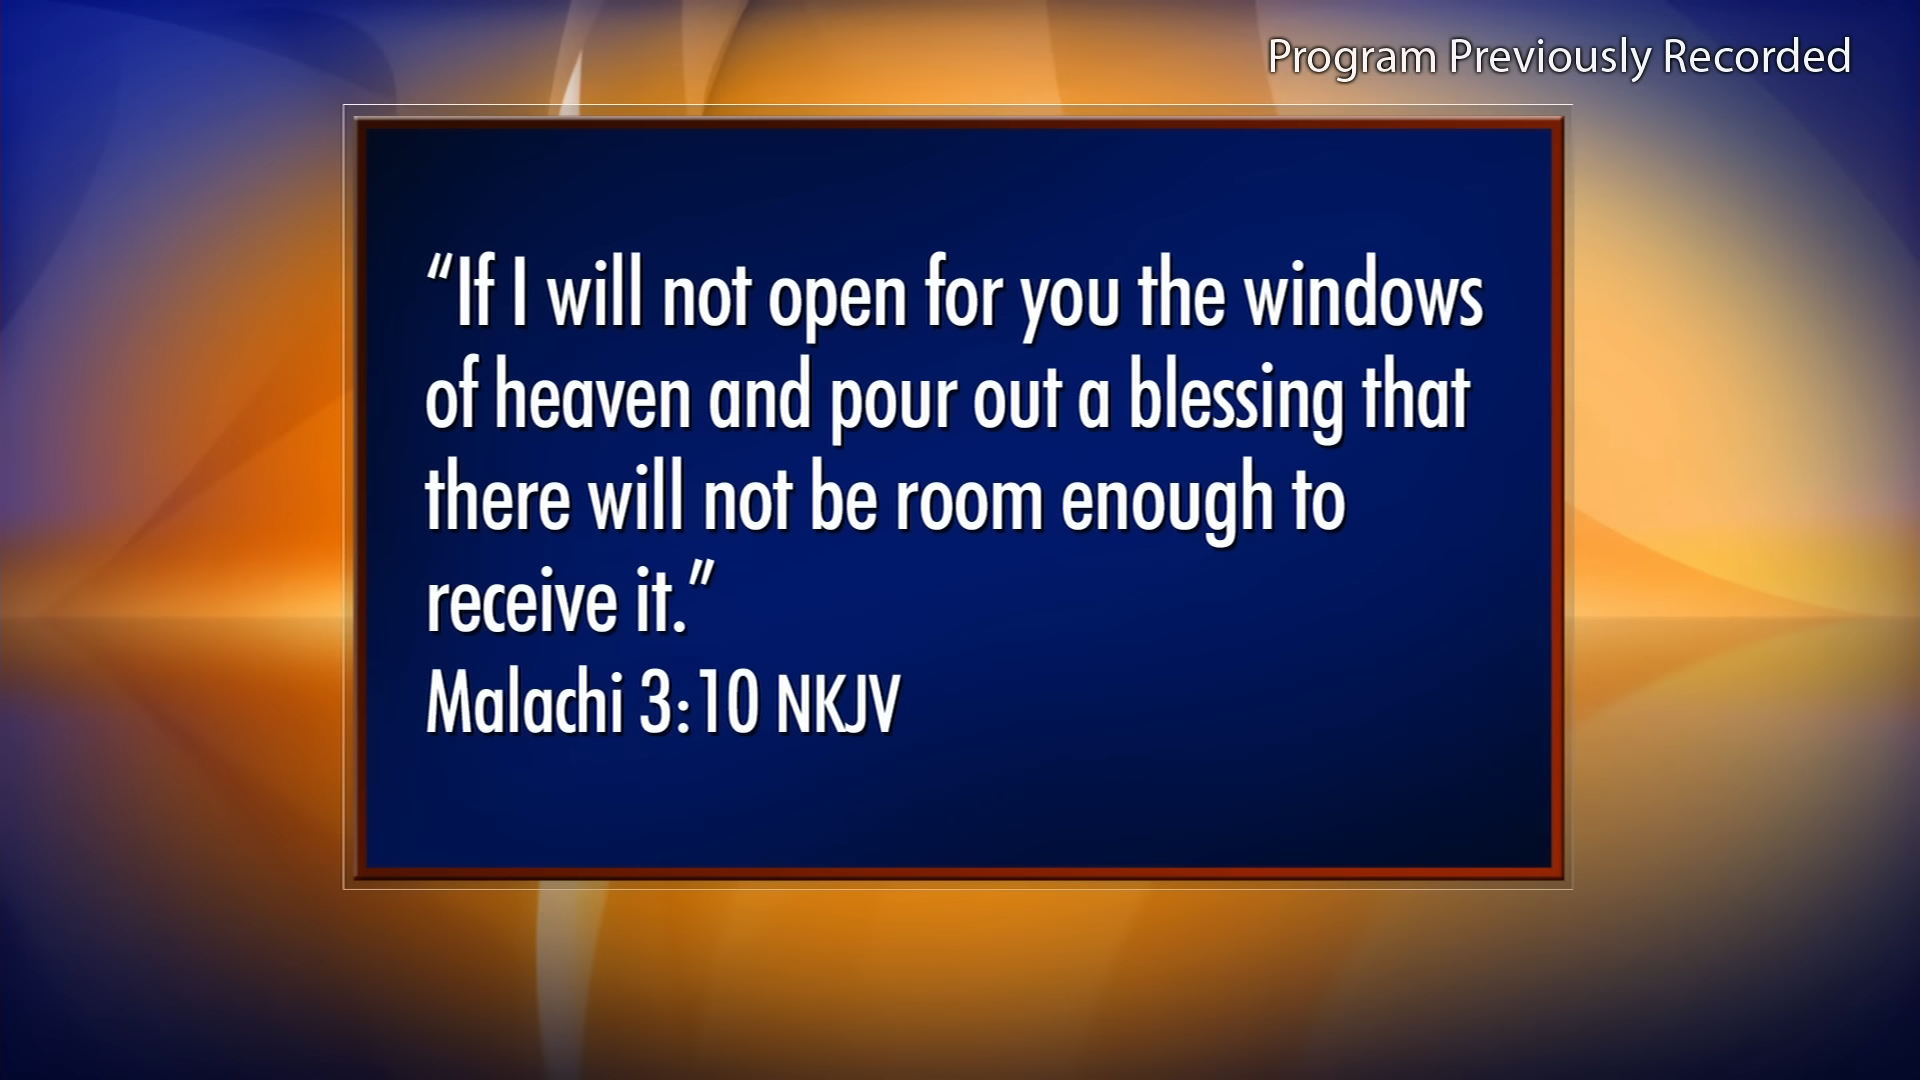 Program Previously Recorded
“If I will not open for you the windows
of heaven and pour out a blessing that
there will not be room enough to
receive it.”
Malachi 3:10 NKJV